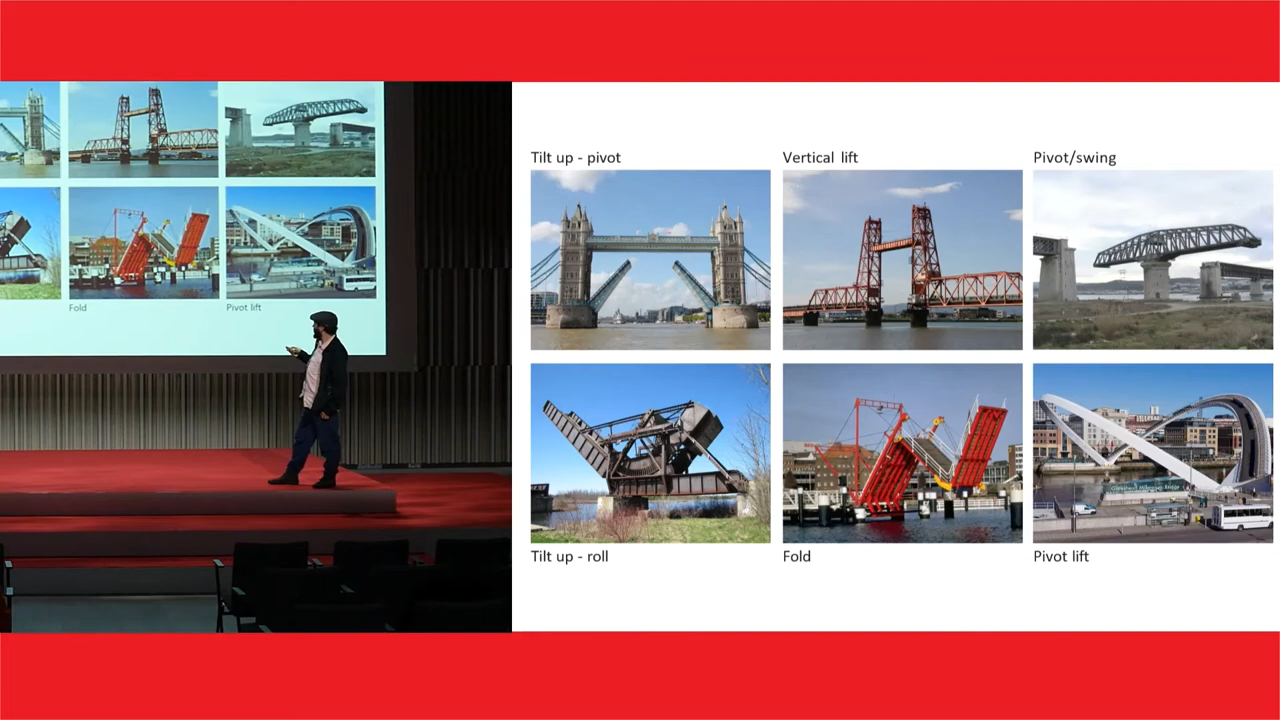 Fold
Pivot lift
Tilt up - pivot
Vertical lift
Pivot/swing
Tilt up - roll
Fold
Pivot lift